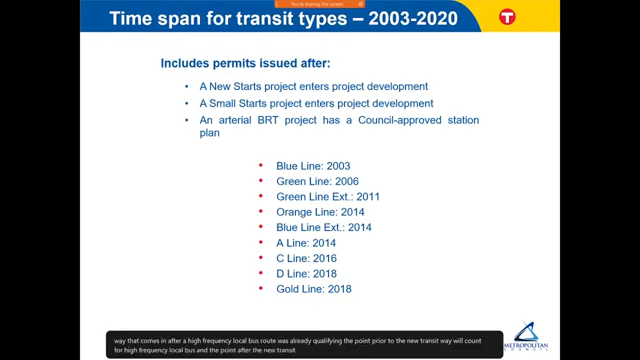 You're sharing this screen
Time span for transit types – 2003-2020
T
Includes permits issued after:
• A New Starts project enters project development
• A Small Starts project enters project development
• An arterial BRT project has a Council-approved station
plan
• Blue Line: 2003
• Green Line: 2006
• Green Line Ext.: 2011
• Orange Line: 2014
• Blue Line Ext.: 2014
• A Line: 2014
• C Line: 2016
• D Line: 2018
• Gold Line: 2018
way that comes in after a high frequency local bus route was already qualifying the point prior to the new transit way will count
for high frequency local bus and the point after the new transit
METROPOLITAN
COUNCIL